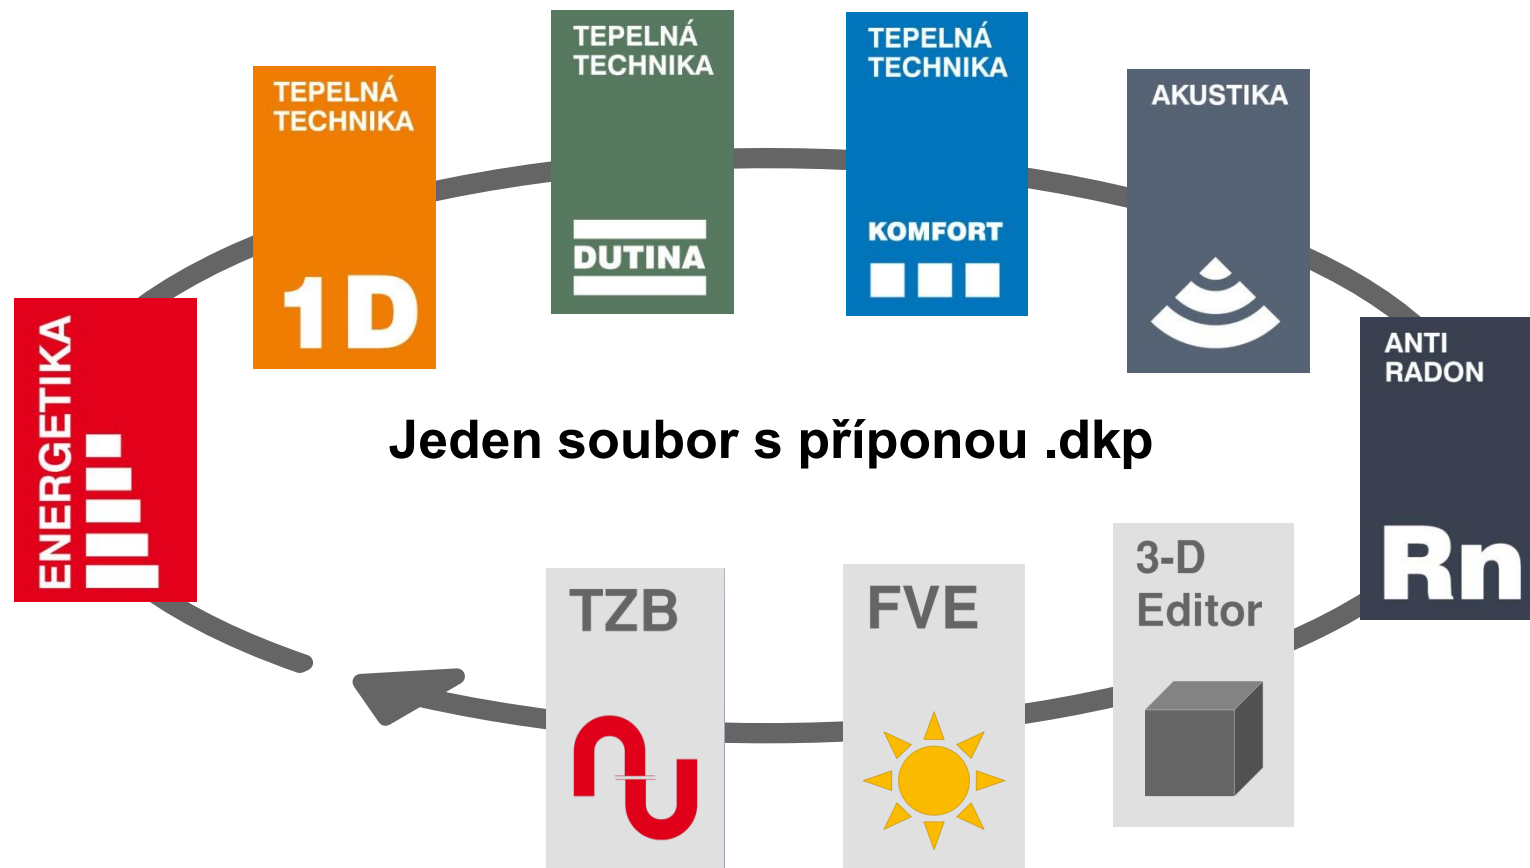 TEPELNÁ
TECHNIKA
DUTINA
TEPELNÁ
TECHNIKA
KOMFORT
TEPELNÁ
TECHNIKA
1D
AKUSTIKA
ENERGETIKA
ANTI
RADON
Rn
Jeden soubor s příponou .dkp
TZB
FVE
3-D
Editor